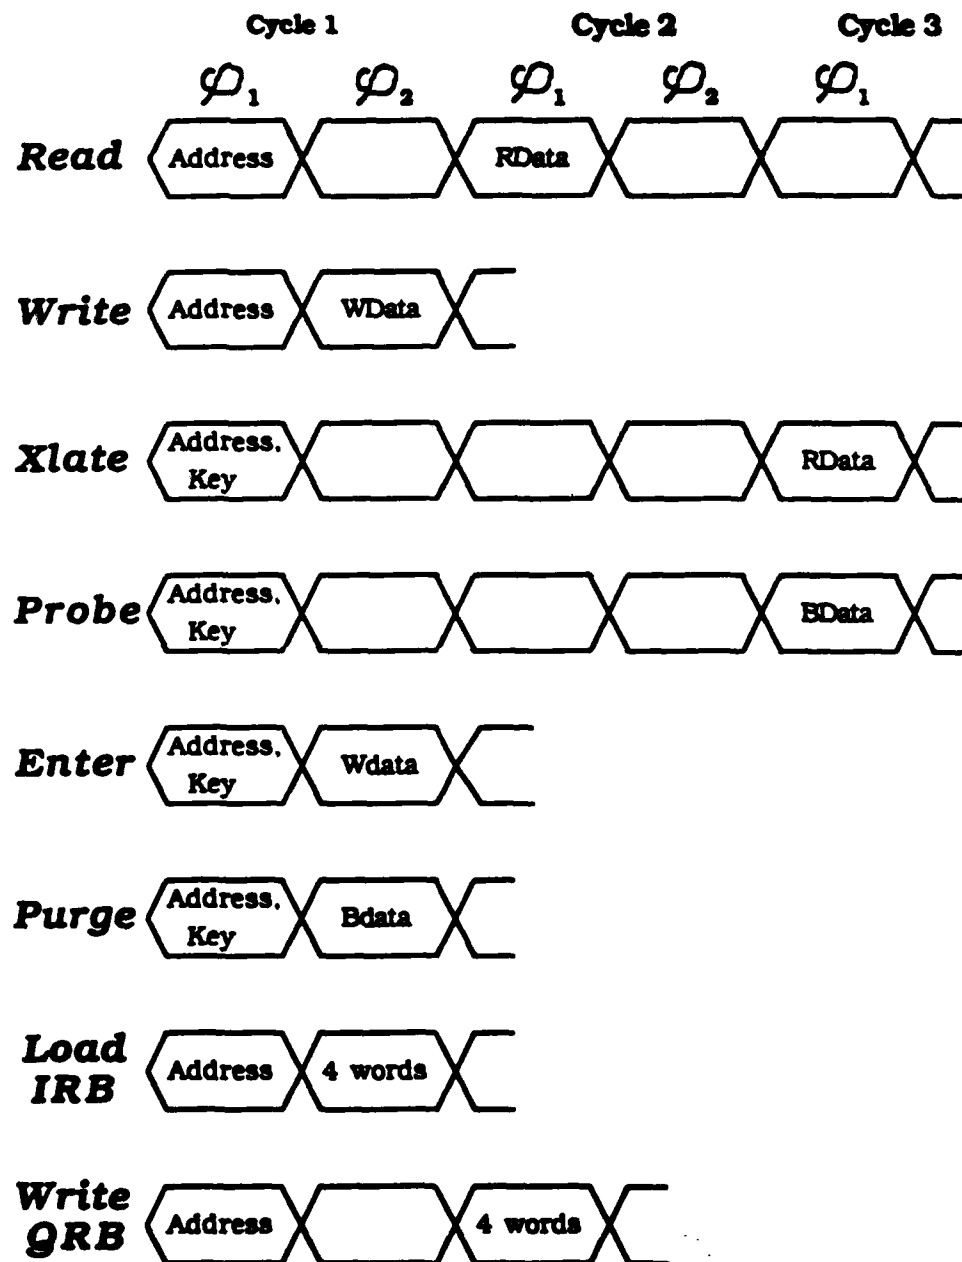 Cycle 1 Cycle 2 Cycle 3
φ1 φ2 φ1 φ2 φ1
Read Address RData
Write Address WData
Xlate Address, Key RData
Probe Address, Key BData
Enter Address, Key Wdata
Purge Address, Key Bdata
Load IRB Address 4 words
Write QRB Address 4 words